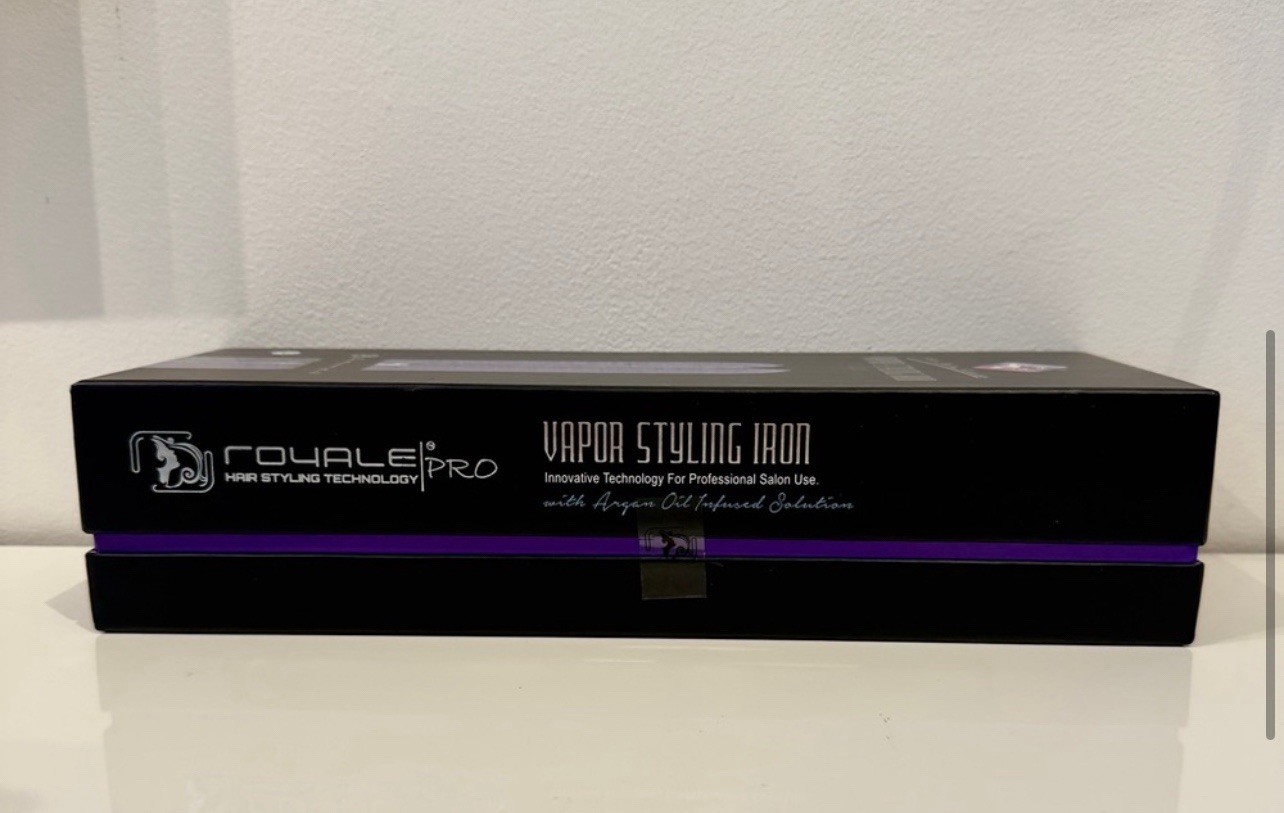 ROYALE PRO
HAIR STYLING TECHNOLOGY
VAPOR STYLING IRON
Innovative Technology For Professional Salon Use.
with Argan Oil Infused Solution